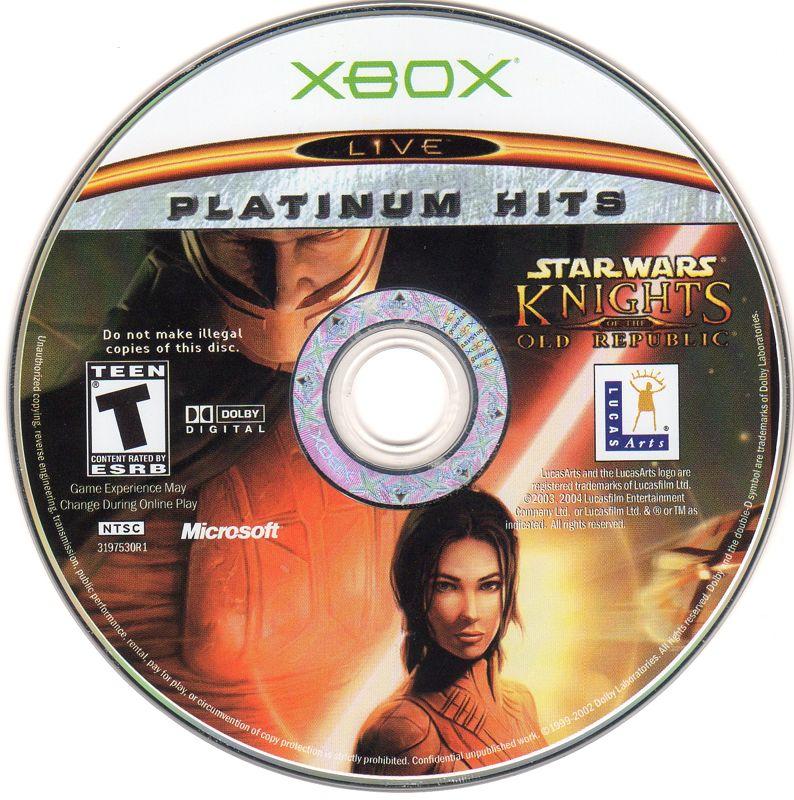 XBOX
LIVE™
PLATINUM HITS
STAR WARS®
KNIGHTS
OF THE
OLD REPUBLIC™
Do not make illegal
copies of this disc.
TEEN
T
®
CONTENT RATED BY
ESRB
DOLBY
DIGITAL
Game Experience May
Change During Online Play
NTSC
3197530R1
Microsoft®
LUCAS
Arts
®
LucasArts and the LucasArts logo are
registered trademarks of Lucasfilm Ltd.
©2003, 2004 Lucasfilm Entertainment
Company Ltd. or Lucasfilm Ltd. & ® or TM as
indicated. All rights reserved.
Unauthorized copying, reverse engineering, transmission, public performance, rental, pay for play, or circumvention of copy protection is strictly prohibited. Confidential unpublished work. ©1999-2002 Dolby Laboratories. All rights reserved. Dolby and the double-D symbol are trademarks of Dolby Laboratories.